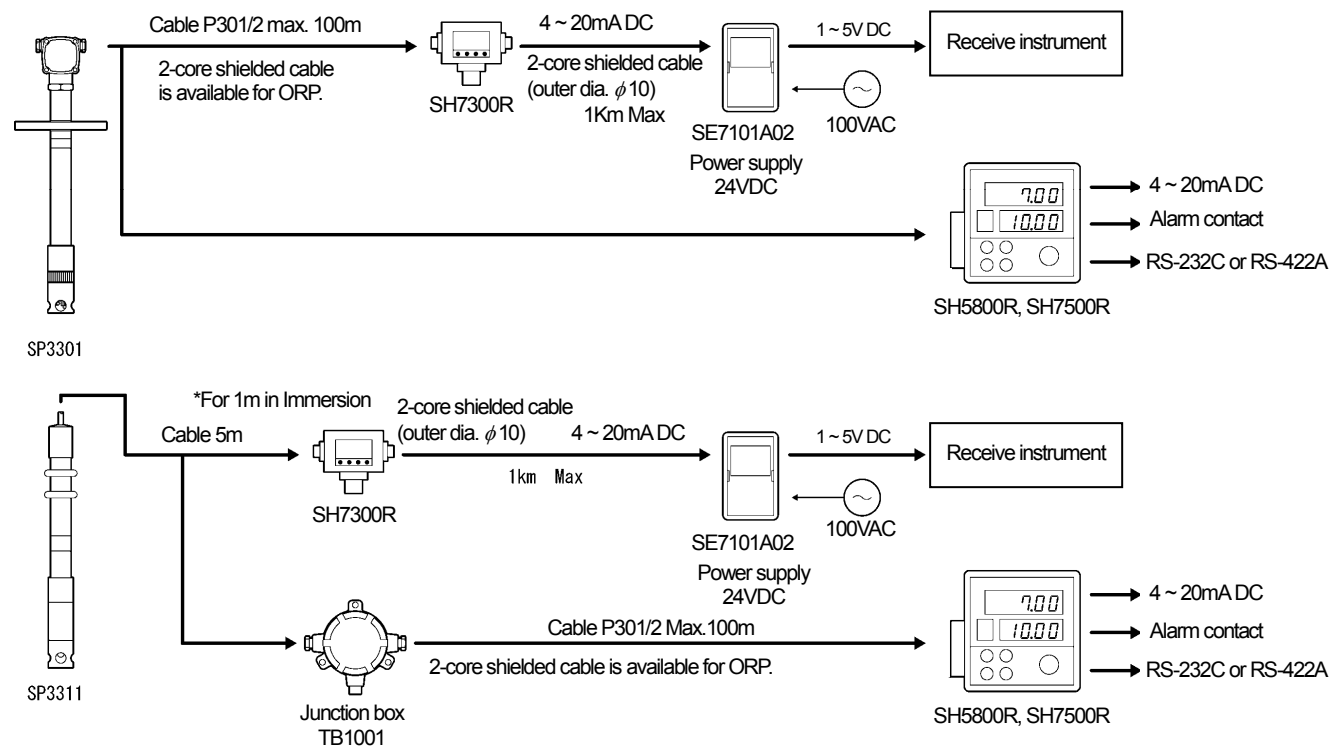 Cable P301/2 max. 100m
2-core shielded cable
is available for ORP.
SH7300R
4 ~ 20mA DC
2-core shielded cable
(outer dia. ϕ10)
1Km Max
SE7101A02
Power supply
24VDC
1 ~ 5V DC
100VAC
Receive instrument
7.00
10.00
4 ~ 20mA DC
Alarm contact
RS-232C or RS-422A
SH5800R, SH7500R
SP3301
*For 1m in Immersion
Cable 5m
SH7300R
2-core shielded cable
(outer dia. ϕ10)
4 ~ 20mA DC
1km Max
SE7101A02
Power supply
24VDC
1 ~ 5V DC
100VAC
Receive instrument
Junction box
TB1001
Cable P301/2 Max.100m
2-core shielded cable is available for ORP.
7.00
10.00
4 ~ 20mA DC
Alarm contact
RS-232C or RS-422A
SH5800R, SH7500R
SP3311